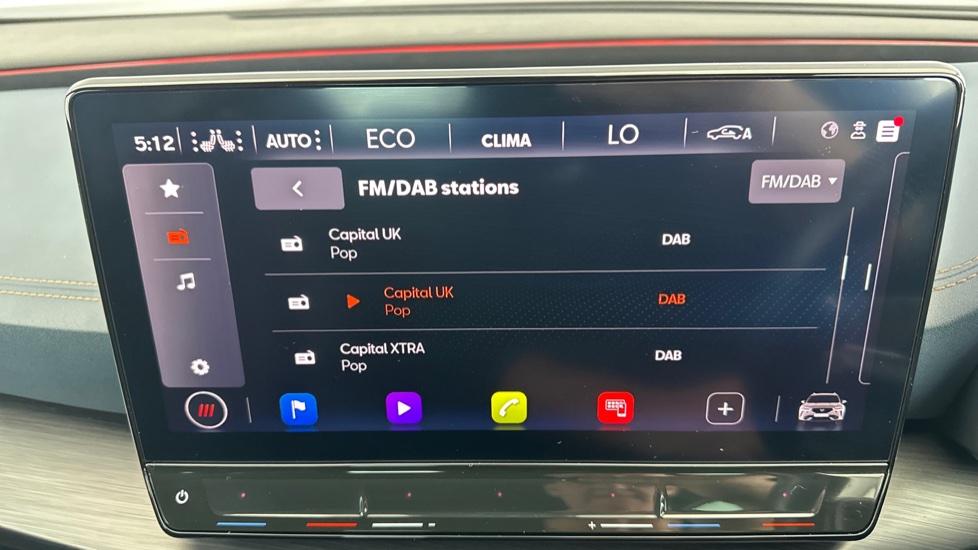 5:12 AUTO ECO CLIMA LO A
FM/DAB stations FM/DAB
Capital UK DAB
Pop
Capital UK DAB
Pop
Capital XTRA DAB
Pop